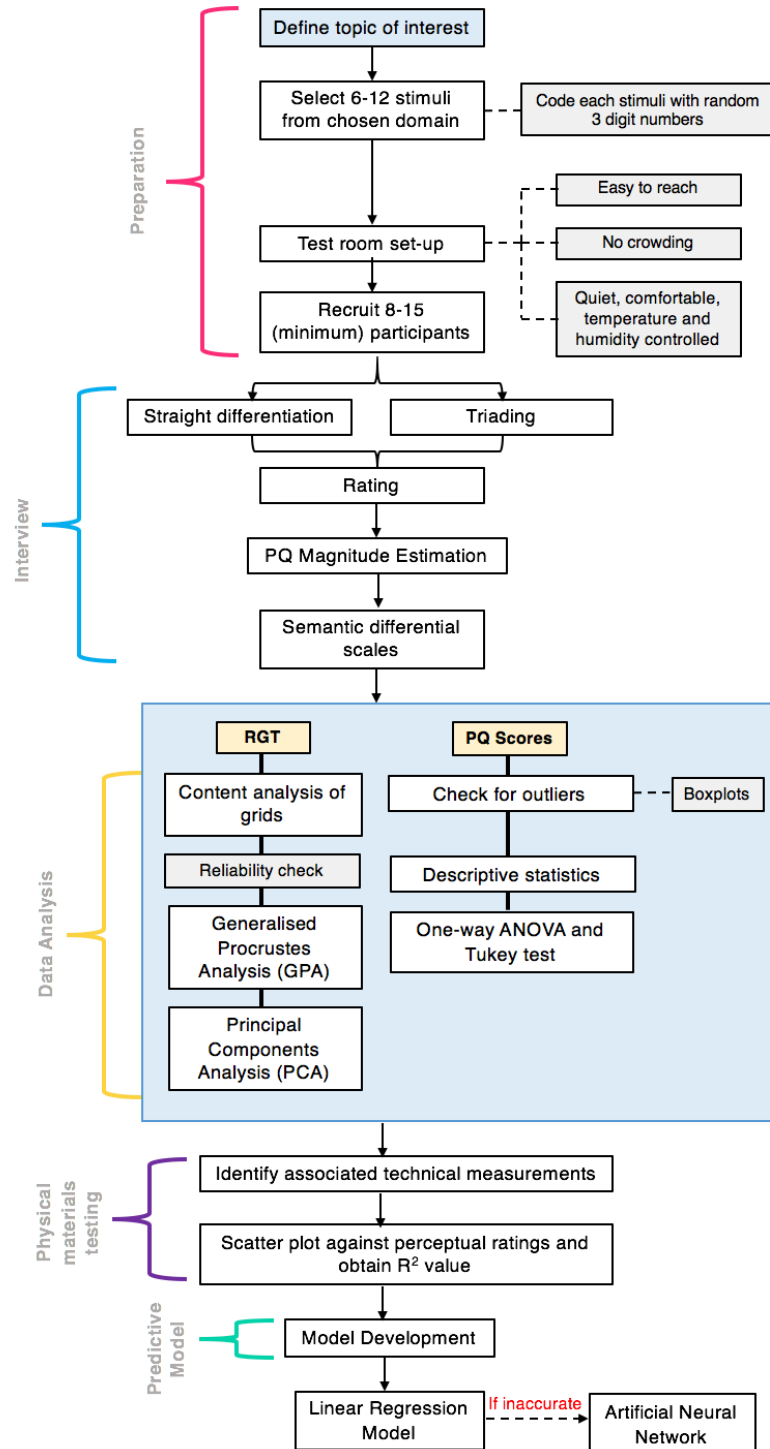 Define topic of interest
Select 6-12 stimuli
from chosen domain
Code each stimuli with random
3 digit numbers
Preparation
Easy to reach
Test room set-up
No crowding
Recruit 8-15
(minimum) participants
Quiet, comfortable,
temperature and
humidity controlled
Straight differentiation
Triading
Rating
Interview
PQ Magnitude Estimation
Semantic differential
scales
RGT
PQ Scores
Content analysis of
grids
Check for outliers
Boxplots
Reliability check
Descriptive statistics
Data Analysis
Generalised
Procrustes
Analysis (GPA)
One-way ANOVA and
Tukey test
Principal
Components
Analysis (PCA)
Physical
materials
testing
Identify associated technical measurements
Scatter plot against perceptual ratings and
obtain R² value
Predictive
Model
Model Development
Linear Regression
Model
If inaccurate
Artificial Neural
Network